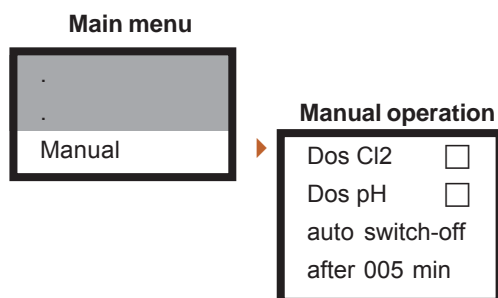 Main menu
.
.
Manual
Manual operation
Dos Cl2
Dos pH
auto switch-off
after 005 min